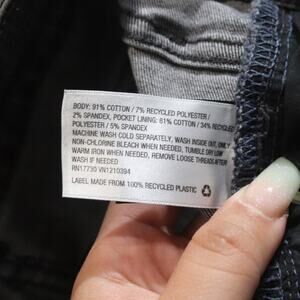 BODY: 91% COTTON / 7% RECYCLED POLYESTER /
2% SPANDEX, POCKET LINING: 61% COTTON / 34% RECYCLED
POLYESTER / 5% SPANDEX
MACHINE WASH COLD SEPARATELY, WASH INSIDE OUT, ONLY
NON-CHLORINE BLEACH WHEN NEEDED, TUMBLE DRY LOW
WARM IRON WHEN NEEDED, REMOVE LOOSE THREADS AFTER
WASH IF NEEDED
RN17730 VN1210394
LABEL MADE FROM 100% RECYCLED PLASTIC